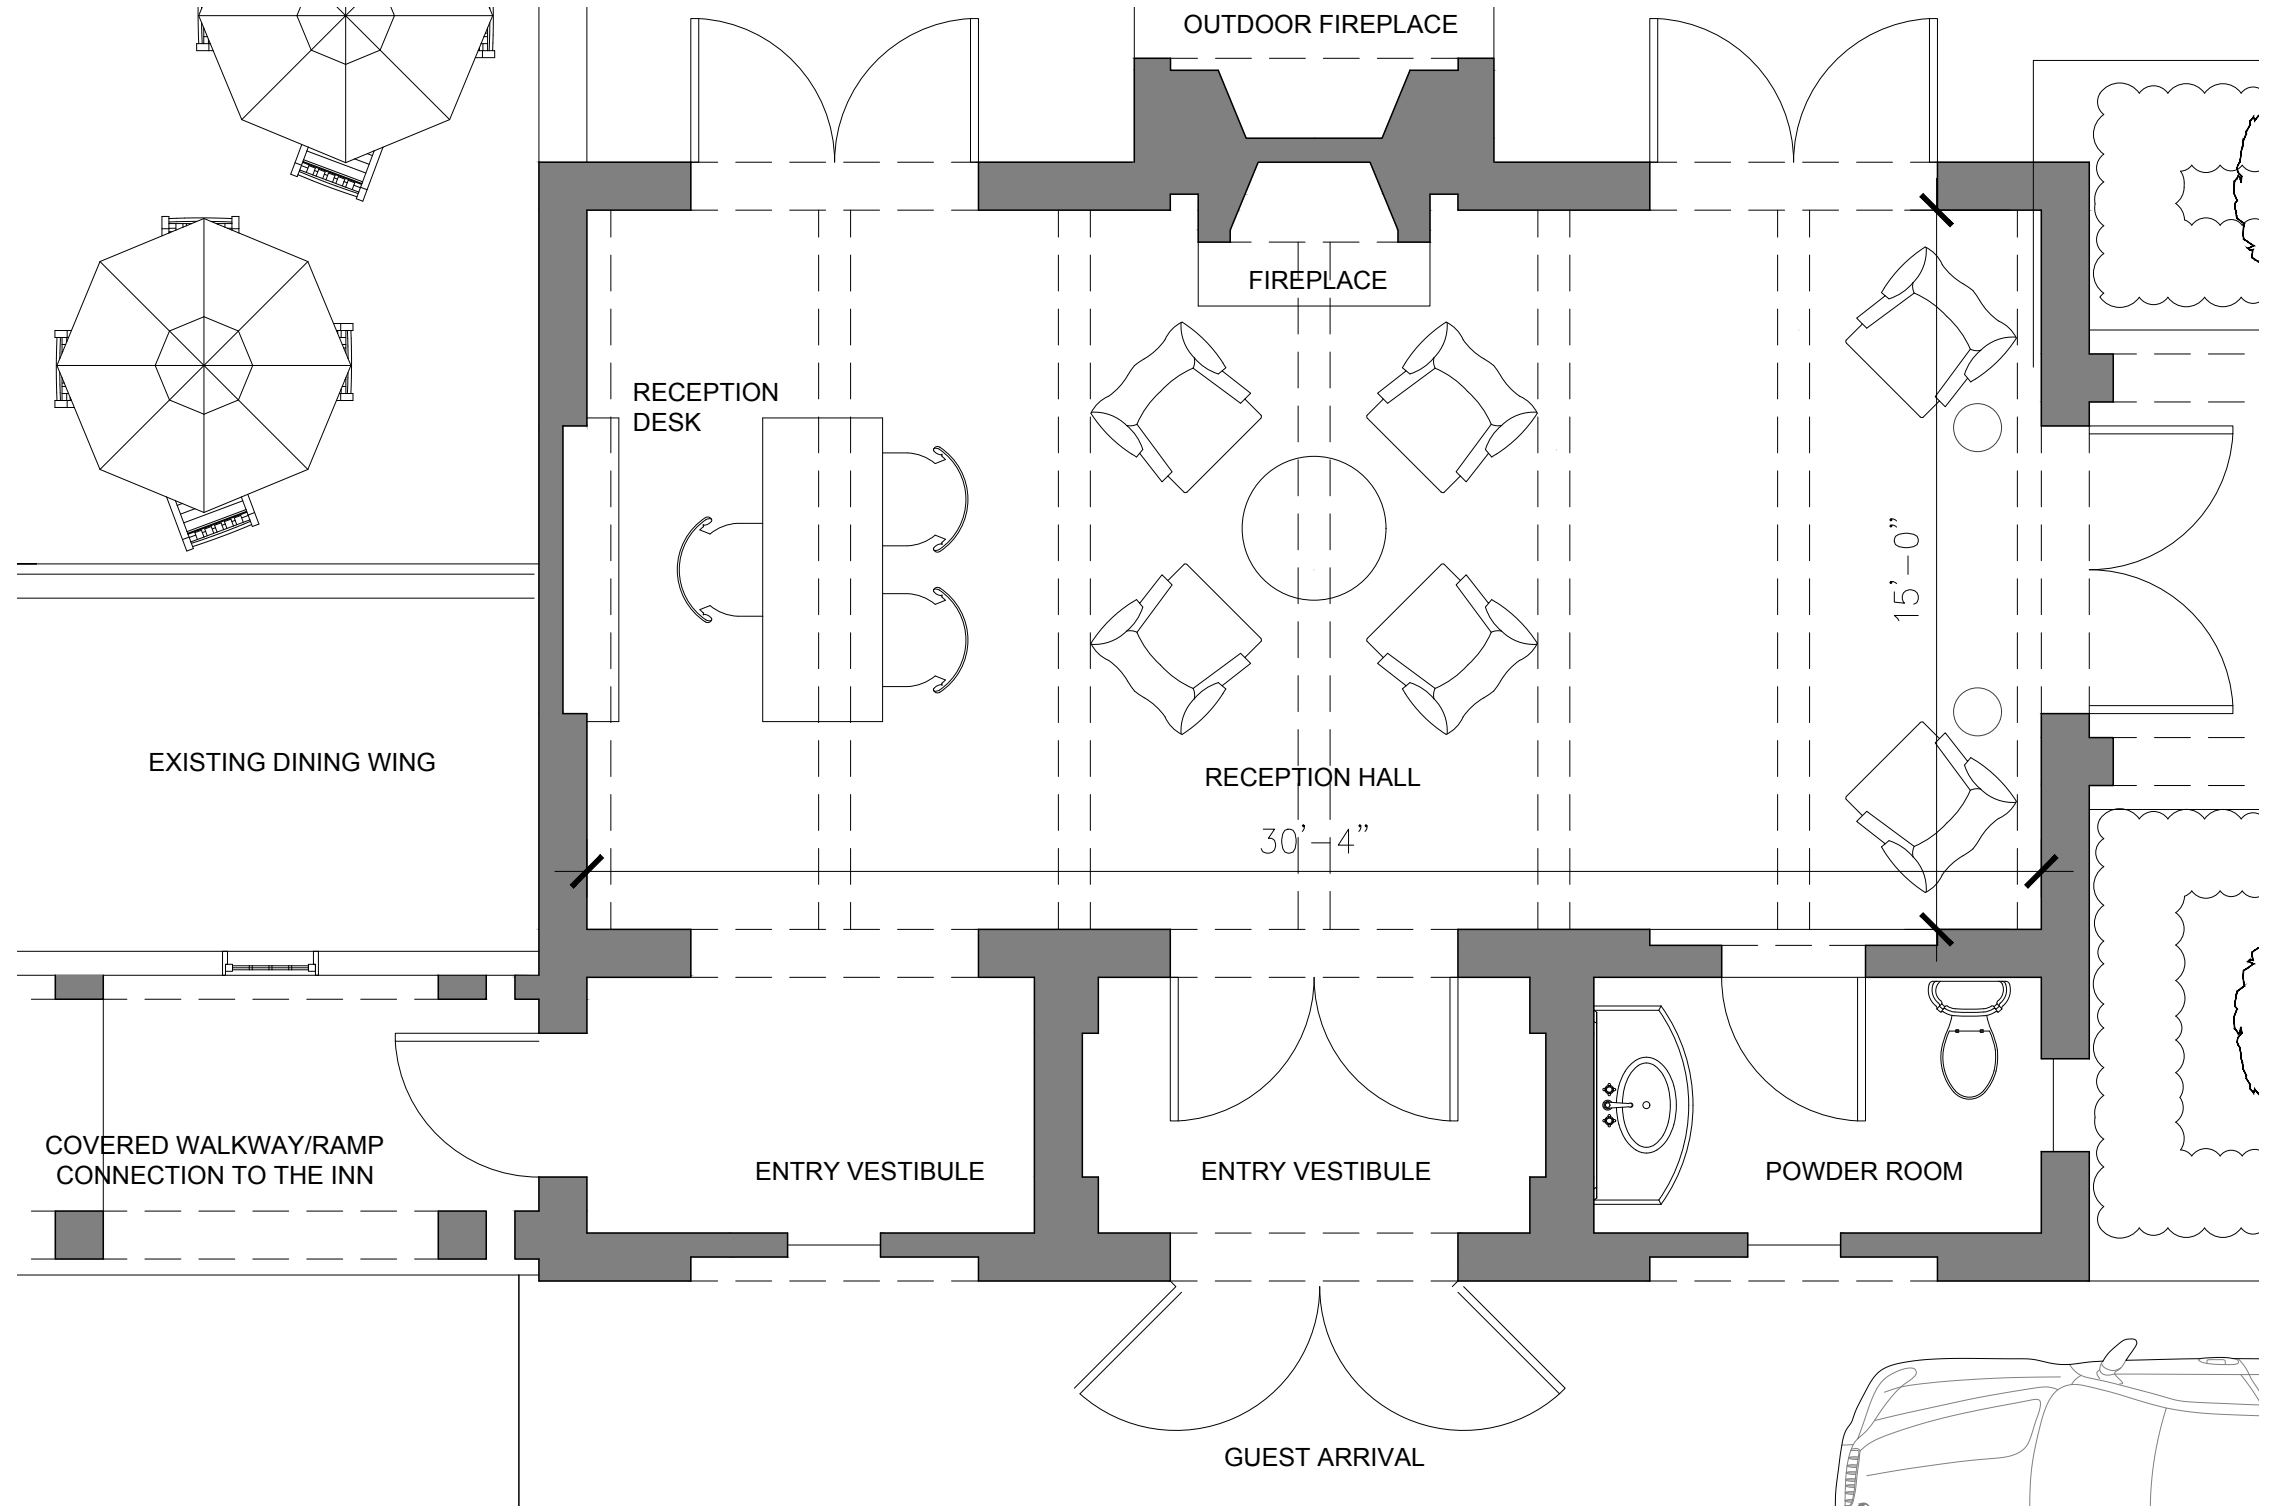 OUTDOOR FIREPLACE
FIREPLACE
RECEPTION
DESK
15'-0"
EXISTING DINING WING
RECEPTION HALL
30'-4"
COVERED WALKWAY/RAMP
CONNECTION TO THE INN
ENTRY VESTIBULE
ENTRY VESTIBULE
POWDER ROOM
GUEST ARRIVAL